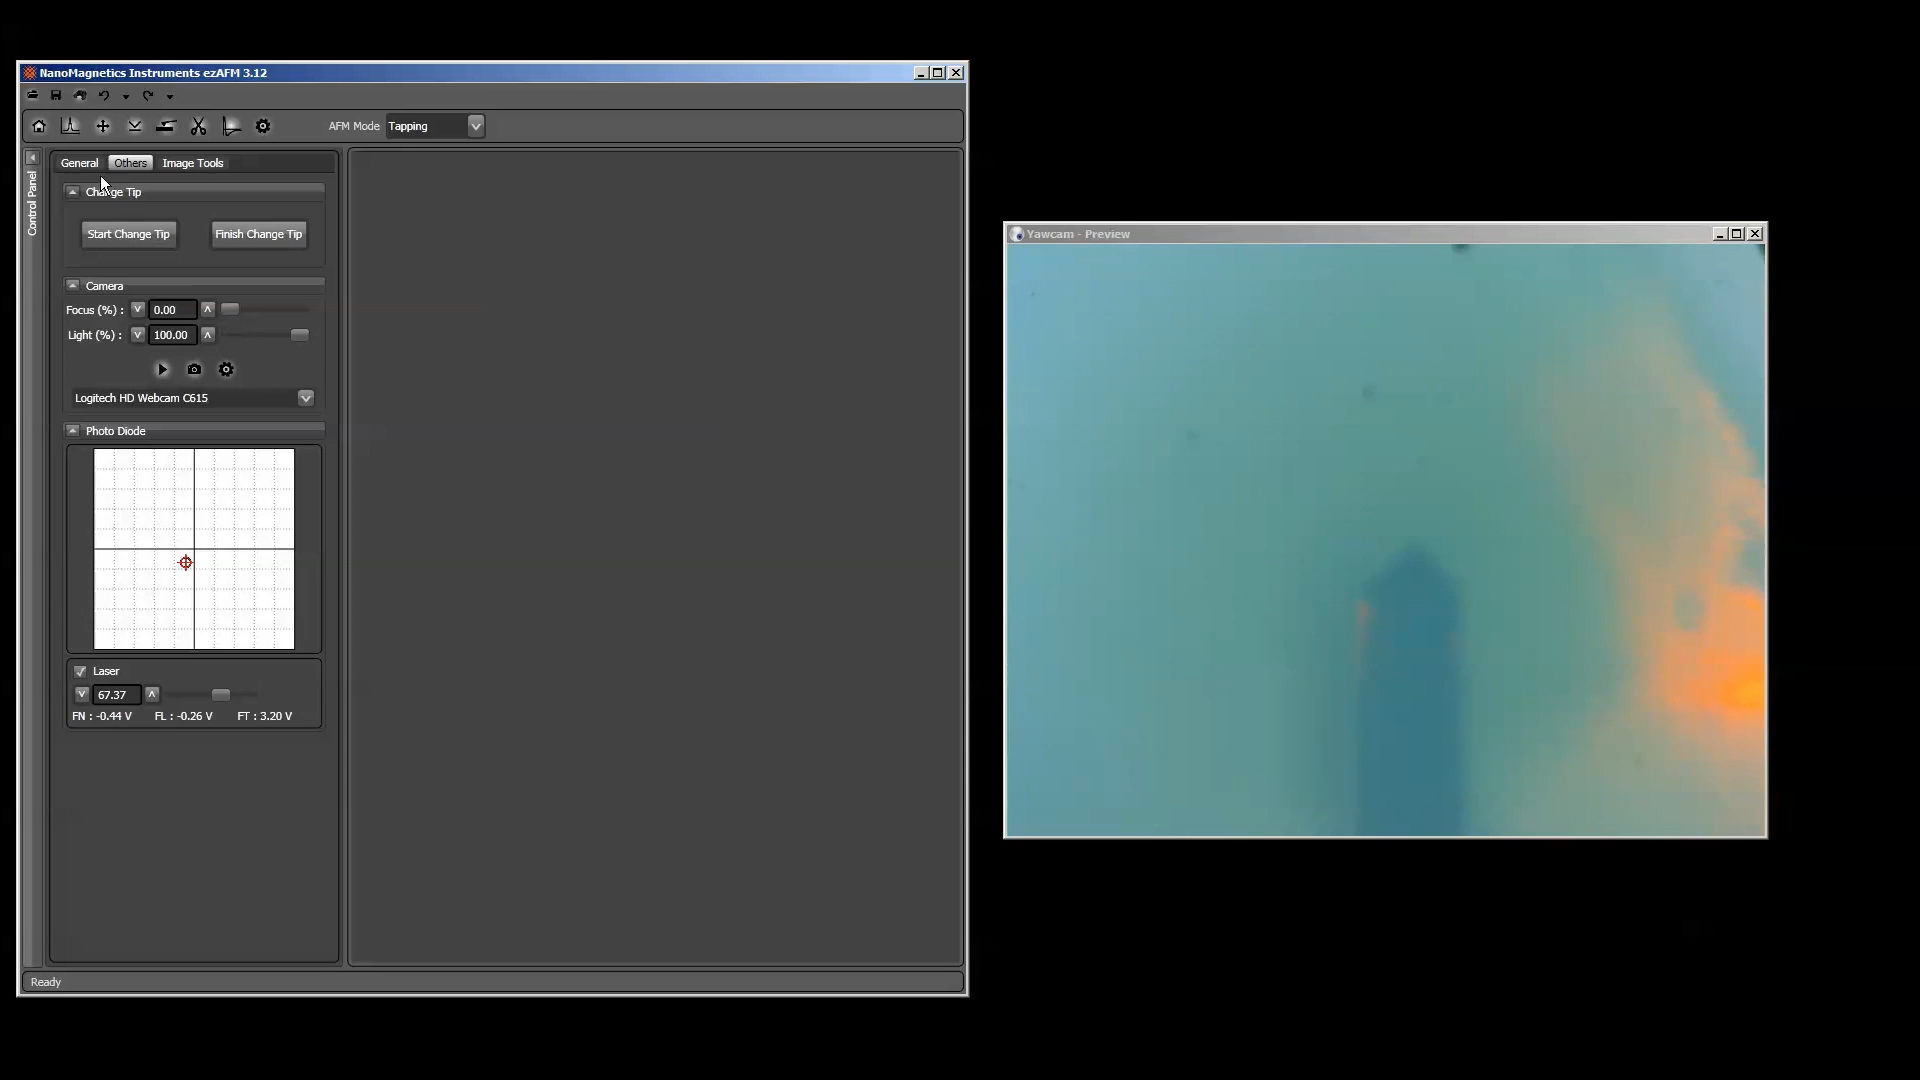 NanoMagnetics Instruments ezAFM 3.12
AFM Mode Tapping
Control Panel
General Others Image Tools
Change Tip
Start Change Tip Finish Change Tip
Camera
Focus (%) : 0.00
Light (%) : 100.00
Logitech HD Webcam C615
Photo Diode
Laser
67.37
FN : -0.44 V FL : -0.26 V FT : 3.20 V
Ready
Yawcam - Preview